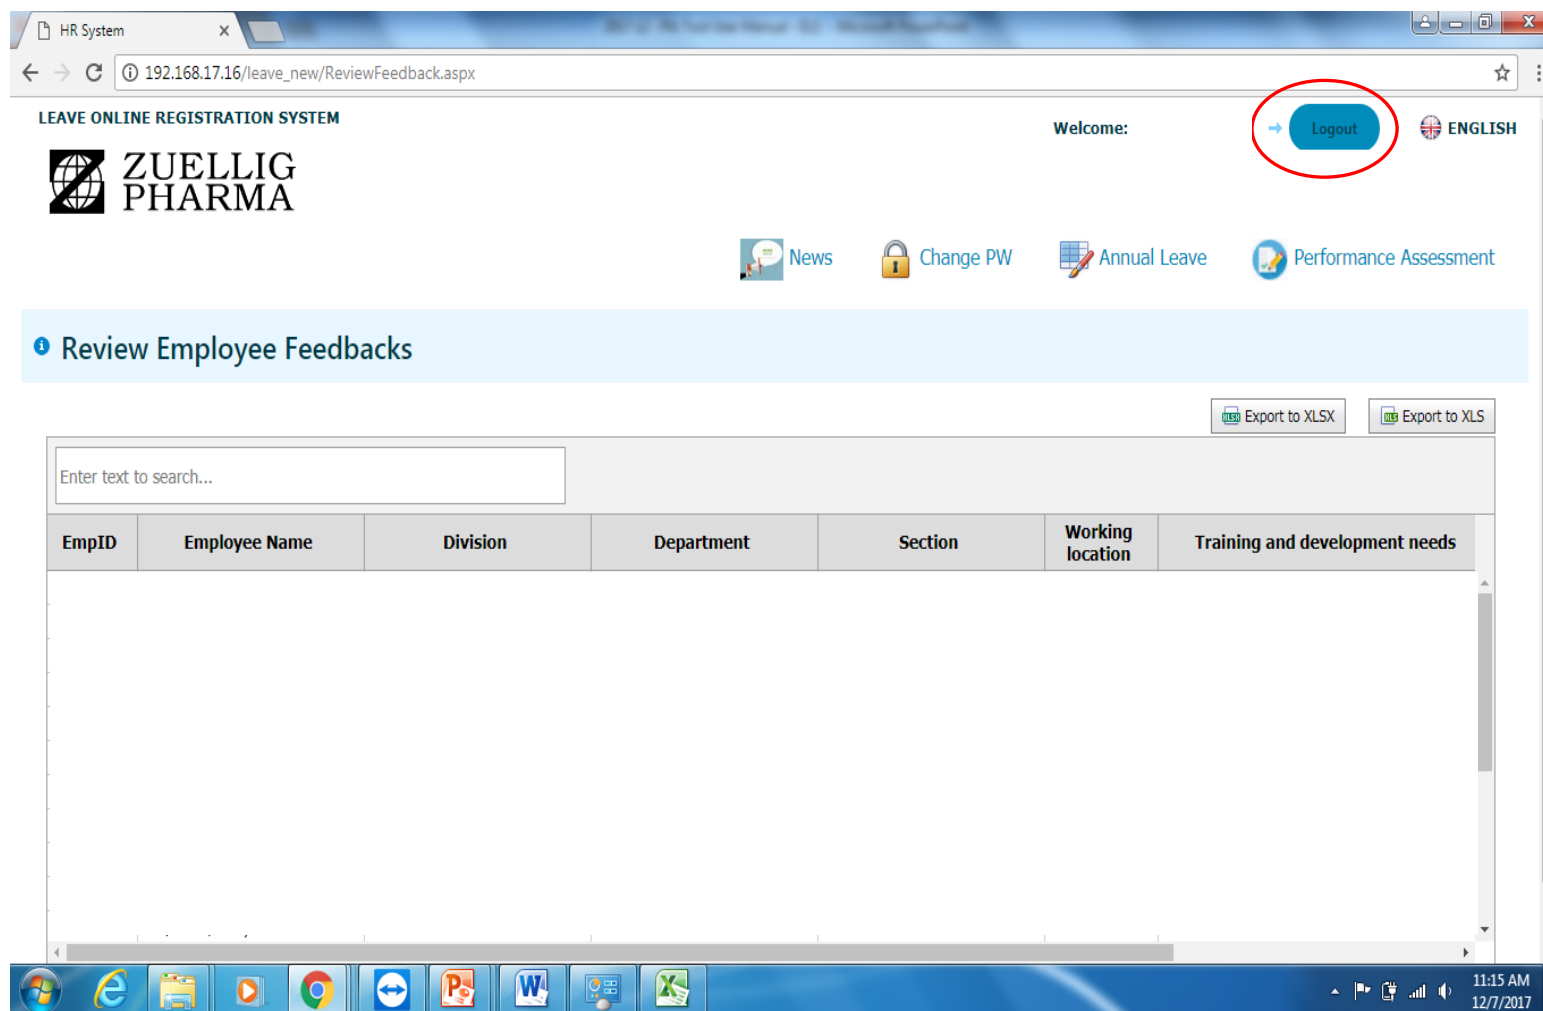 HR System
192.168.17.16/leave_new/ReviewFeedback.aspx
LEAVE ONLINE REGISTRATION SYSTEM
Welcome:
Logout
ENGLISH
ZUELLIG
PHARMA
News
Change PW
Annual Leave
Performance Assessment
Review Employee Feedbacks
Export to XLSX
Export to XLS
Enter text to search...
EmpID
Employee Name
Division
Department
Section
Working
location
Training and development needs
11:15 AM
12/7/2017